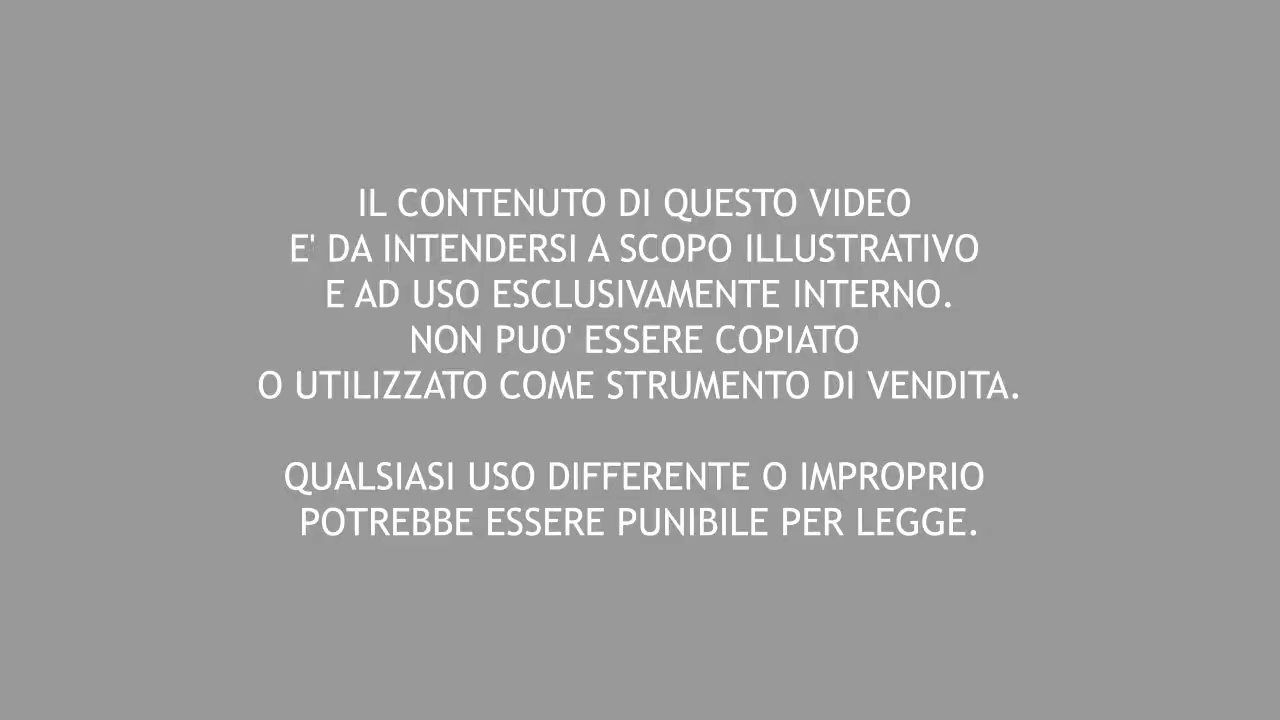 IL CONTENUTO DI QUESTO VIDEO
E' DA INTENDERSI A SCOPO ILLUSTRATIVO
E AD USO ESCLUSIVAMENTE INTERNO.
NON PUO' ESSERE COPIATO
O UTILIZZATO COME STRUMENTO DI VENDITA.
QUALSIASI USO DIFFERENTE O IMPROPRIO
POTREBBE ESSERE PUNIBILE PER LEGGE.